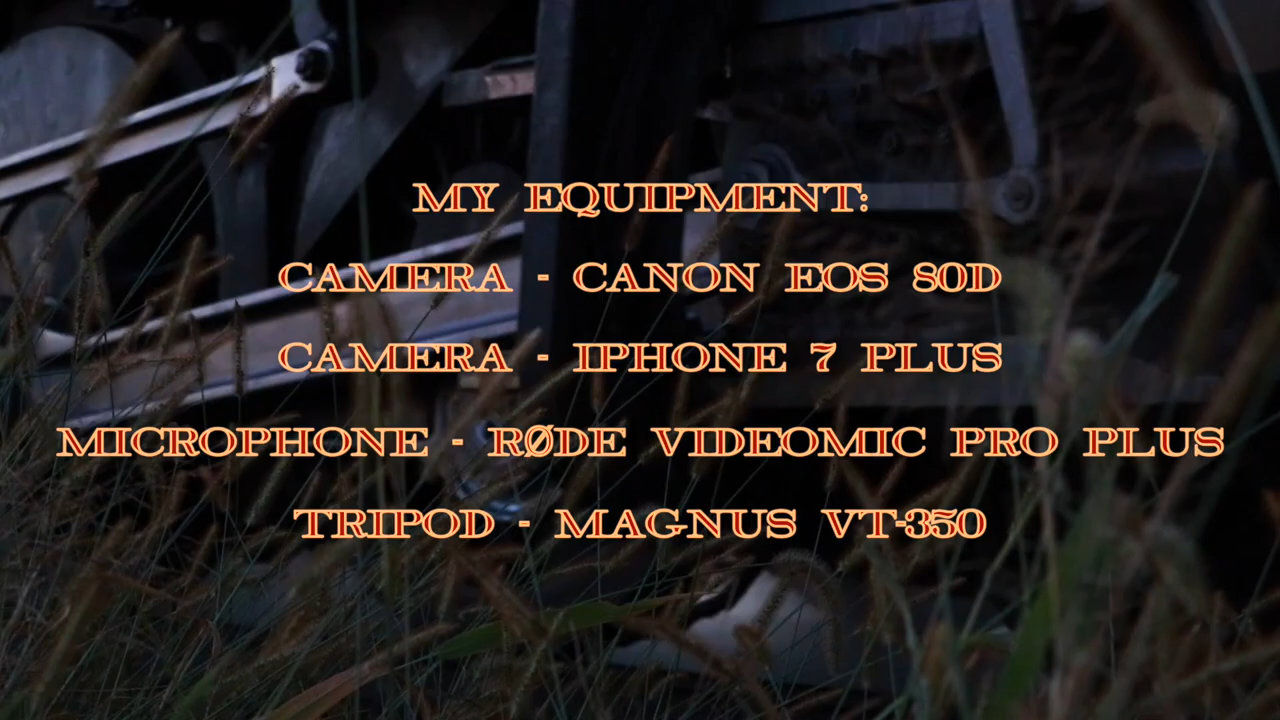 MY EQUIPMENT:
CAMERA - CANON EOS 80D
CAMERA - IPHONE 7 PLUS
MICROPHONE - RØDE VIDEOMIC PRO PLUS
TRIPOD - MAGNUS VT-350